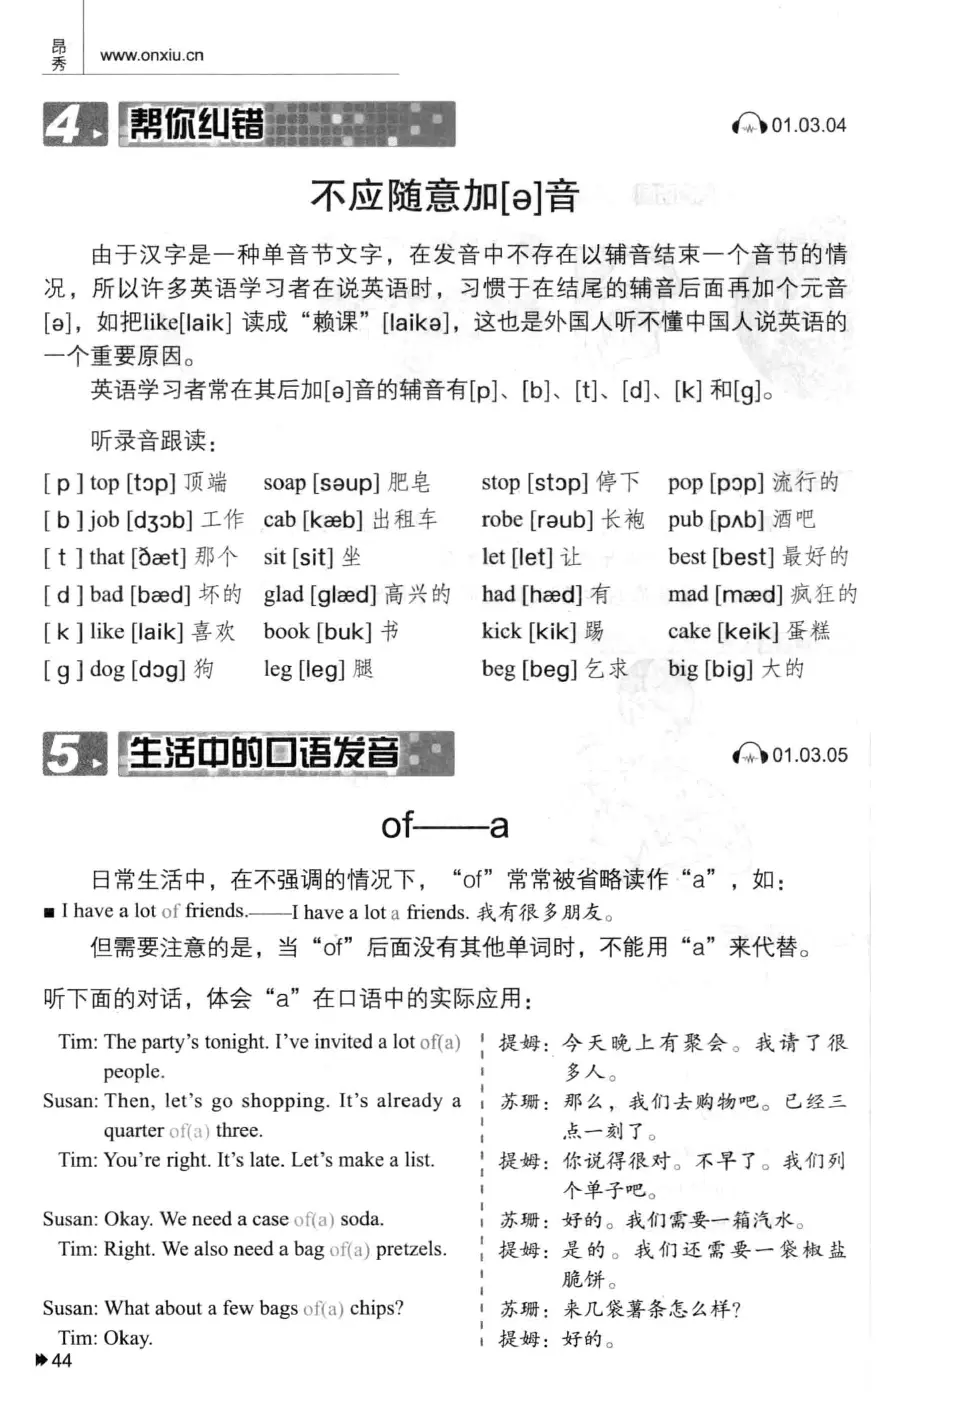 昂秀
www.onxiu.cn
4 帮你纠错
01.03.04
不应随意加[ə]音
由于汉字是一种单音节文字，在发音中不存在以辅音结束一个音节的情
况，所以许多英语学习者在说英语时，习惯于在结尾的辅音后面再加个元音
[ə]，如把like[laik] 读成“赖课”[laikə]，这也是外国人听不懂中国人说英语的
一个重要原因。
英语学习者常在其后加[ə]音的辅音有[p]、[b]、[t]、[d]、[k] 和[g]。
听录音跟读：
[ p ] top [tɔp] 顶端 soap [səup] 肥皂 stop [stɔp] 停下 pop [pɔp] 流行的
[ b ] job [dʒɔb] 工作 cab [kæb] 出租车 robe [rəub] 长袍 pub [pʌb] 酒吧
[ t ] that [ðæt] 那个 sit [sit] 坐 let [let] 让 best [best] 最好的
[ d ] bad [bæd] 坏的 glad [glæd] 高兴的 had [hæd] 有 mad [mæd] 疯狂的
[ k ] like [laik] 喜欢 book [buk] 书 kick [kik] 踢 cake [keik] 蛋糕
[ g ] dog [dɔg] 狗 leg [leg] 腿 beg [beg] 乞求 big [big] 大的
5 生活中的口语发音
01.03.05
of——a
日常生活中，在不强调的情况下，“of”常常被省略读作“a”，如：
■ I have a lot of friends.——I have a lot a friends. 我有很多朋友。
但需要注意的是，当“of”后面没有其他单词时，不能用“a”来代替。
听下面的对话，体会“a”在口语中的实际应用：
Tim: The party's tonight. I've invited a lot of(a)
people.
Susan: Then, let's go shopping. It's already a
quarter of(a) three.
Tim: You're right. It's late. Let's make a list.
Susan: Okay. We need a case of(a) soda.
Tim: Right. We also need a bag of(a) pretzels.
Susan: What about a few bags of(a) chips?
Tim: Okay.
提姆：今天晚上有聚会。我请了很
多人。
苏珊：那么，我们去购物吧。已经三
点一刻了。
提姆：你说得很对。不早了。我们列
个单子吧。
苏珊：好的。我们需要一箱汽水。
提姆：是的。我们还需要一袋椒盐
脆饼。
苏珊：来几袋薯条怎么样？
提姆：好的。
44